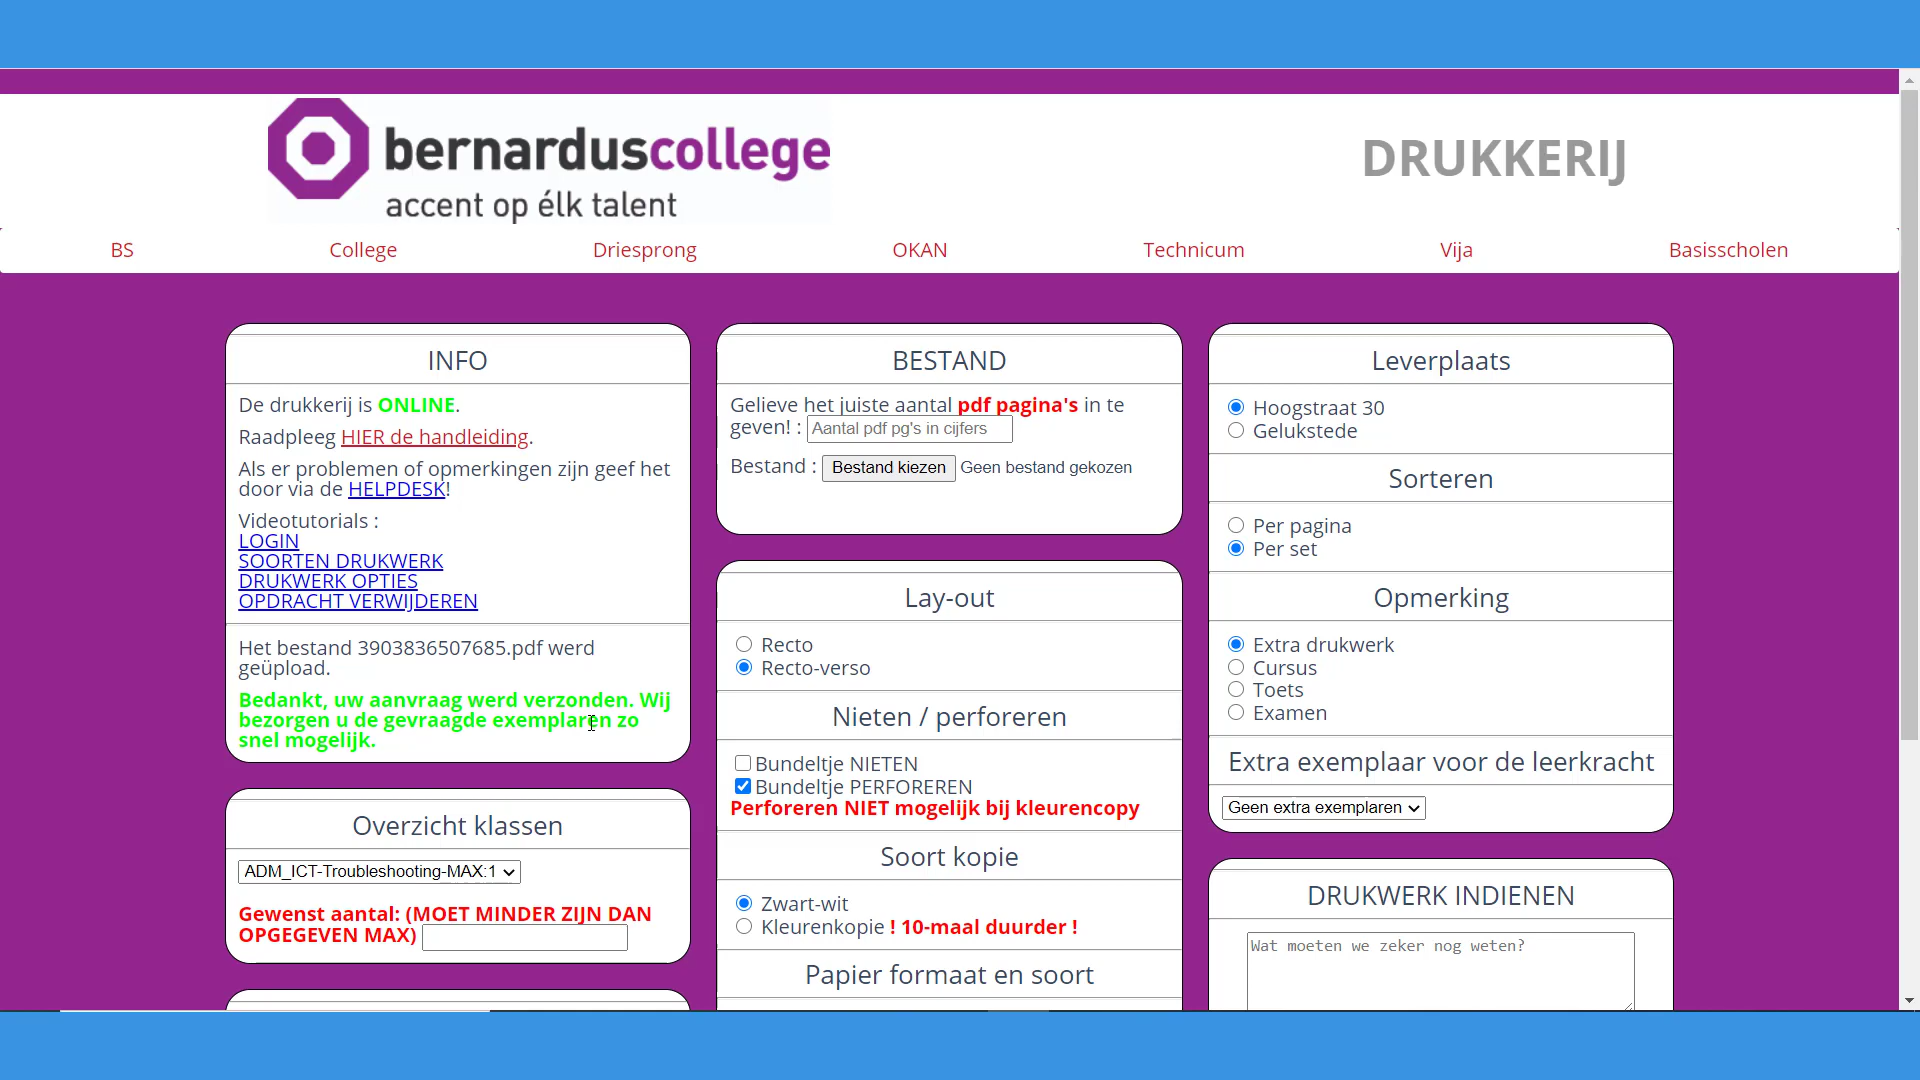 bernarduscollege
accent op élk talent
DRUKKERIJ
BS College Driesprong OKAN Technicum Vija Basisscholen
INFO
De drukkerij is ONLINE.
Raadpleeg HIER de handleiding.
Als er problemen of opmerkingen zijn geef het
door via de HELPDESK!
Videotutorials :
LOGIN
SOORTEN DRUKWERK
DRUKWERK OPTIES
OPDRACHT VERWIJDEREN
Het bestand 3903836507685.pdf werd
geüpload.
Bedankt, uw aanvraag werd verzonden. Wij
bezorgen u de gevraagde exemplaren zo
snel mogelijk.
Overzicht klassen
ADM_ICT-Troubleshooting-MAX:1
Gewenst aantal: (MOET MINDER ZIJN DAN
OPGEGEVEN MAX)
BESTAND
Gelieve het juiste aantal pdf pagina's in te
geven! : Aantal pdf pg's in cijfers
Bestand : Bestand kiezen Geen bestand gekozen
Lay-out
Recto
Recto-verso
Nieten / perforeren
Bundeltje NIETEN
Bundeltje PERFOREREN
Perforeren NIET mogelijk bij kleurencopy
Soort kopie
Zwart-wit
Kleurenkopie ! 10-maal duurder !
Papier formaat en soort
Leverplaats
Hoogstraat 30
Gelukstede
Sorteren
Per pagina
Per set
Opmerking
Extra drukwerk
Cursus
Toets
Examen
Extra exemplaar voor de leerkracht
Geen extra exemplaren
DRUKWERK INDIENEN
Wat moeten we zeker nog weten?